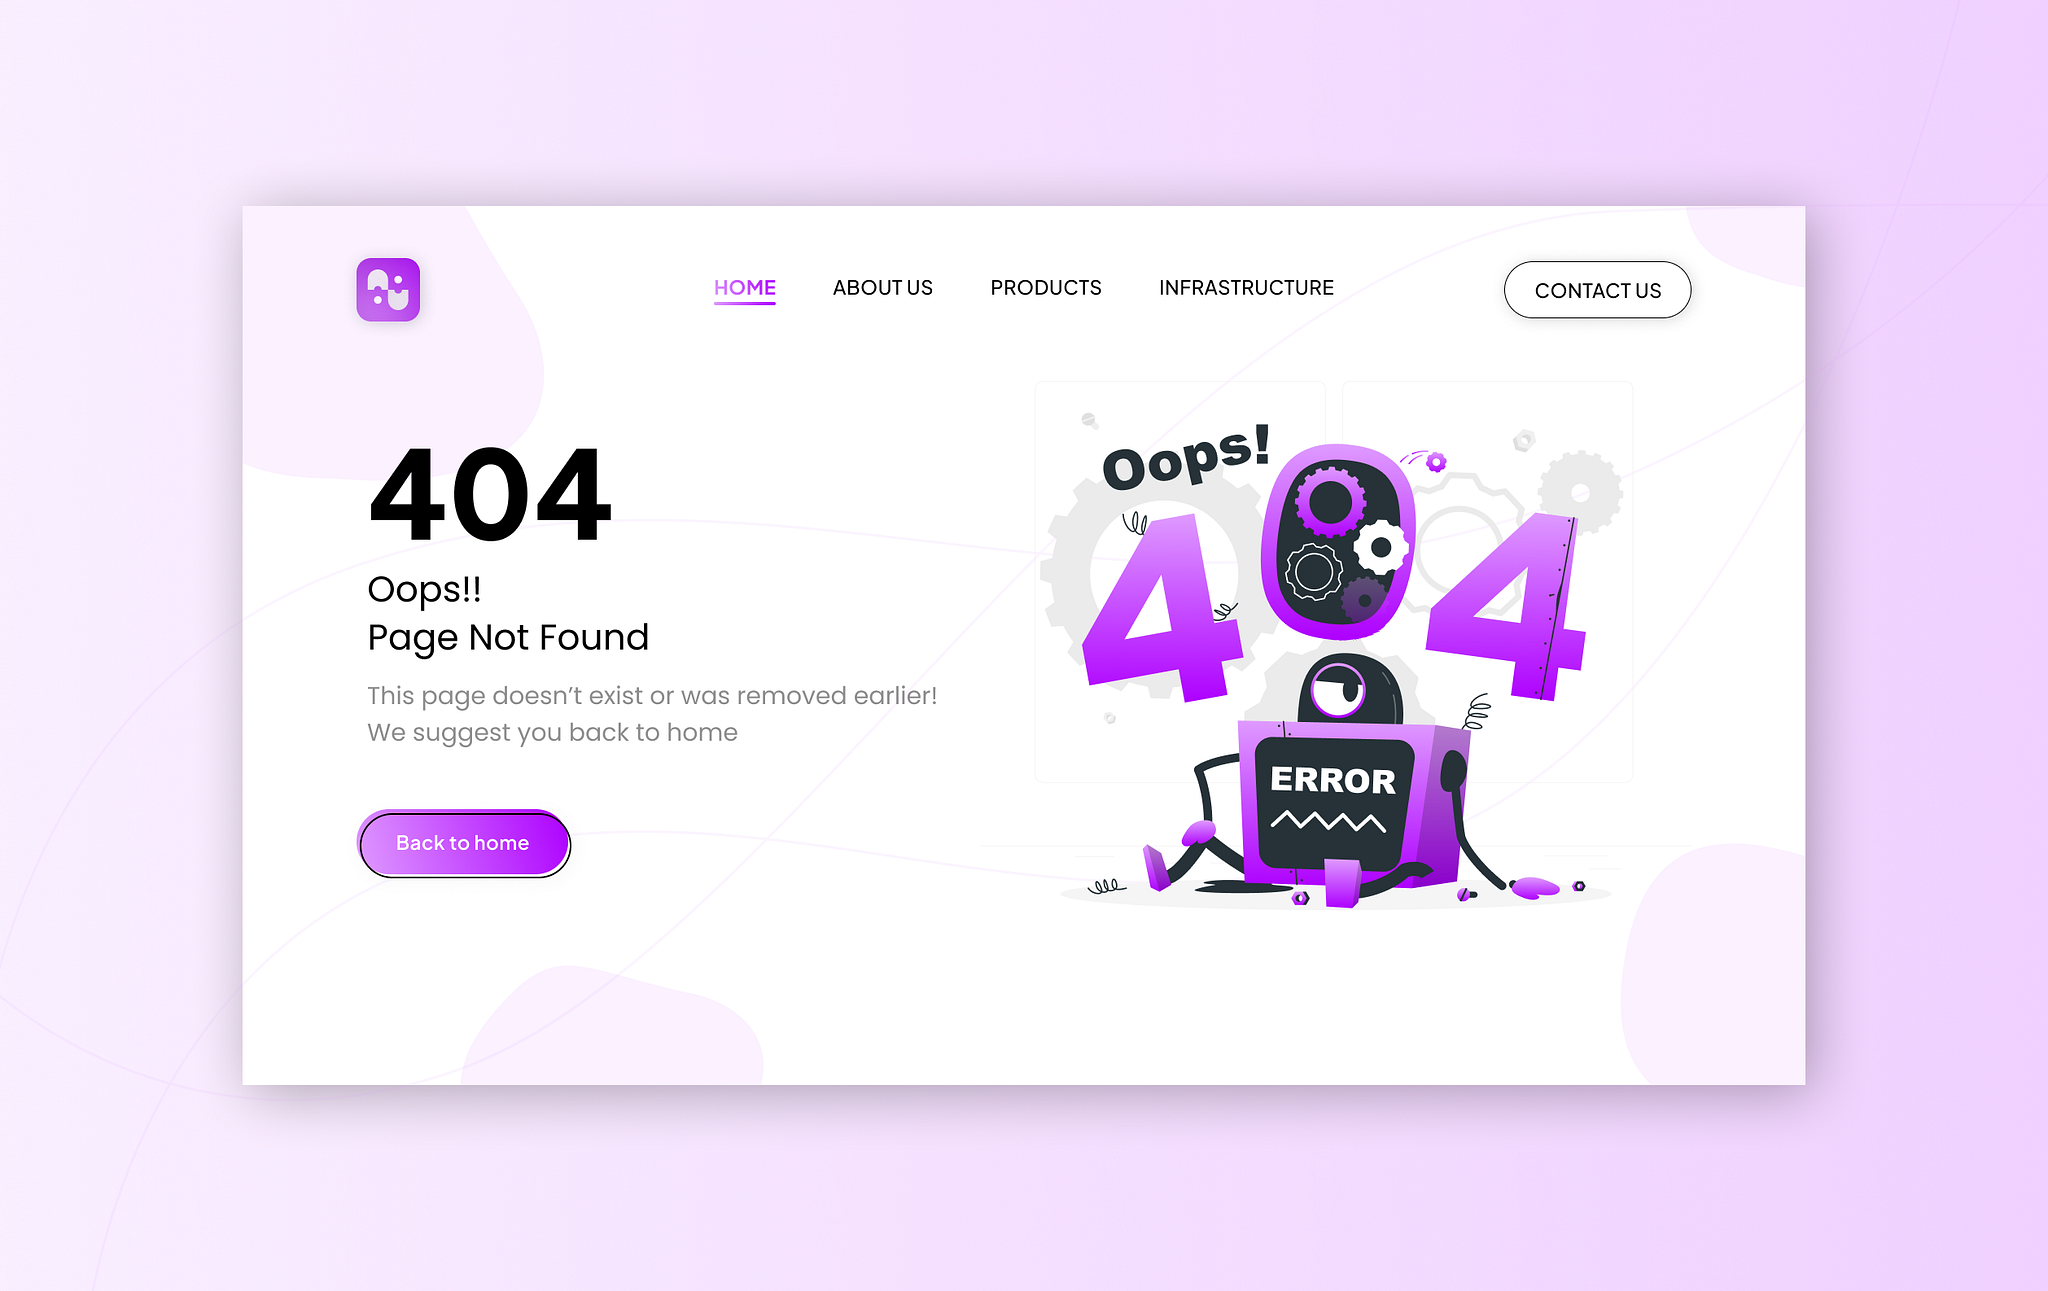 HOME ABOUT US PRODUCTS INFRASTRUCTURE CONTACT US
404
Oops!!
Page Not Found
This page doesn’t exist or was removed earlier!
We suggest you back to home
Back to home
Oops!
404
ERROR